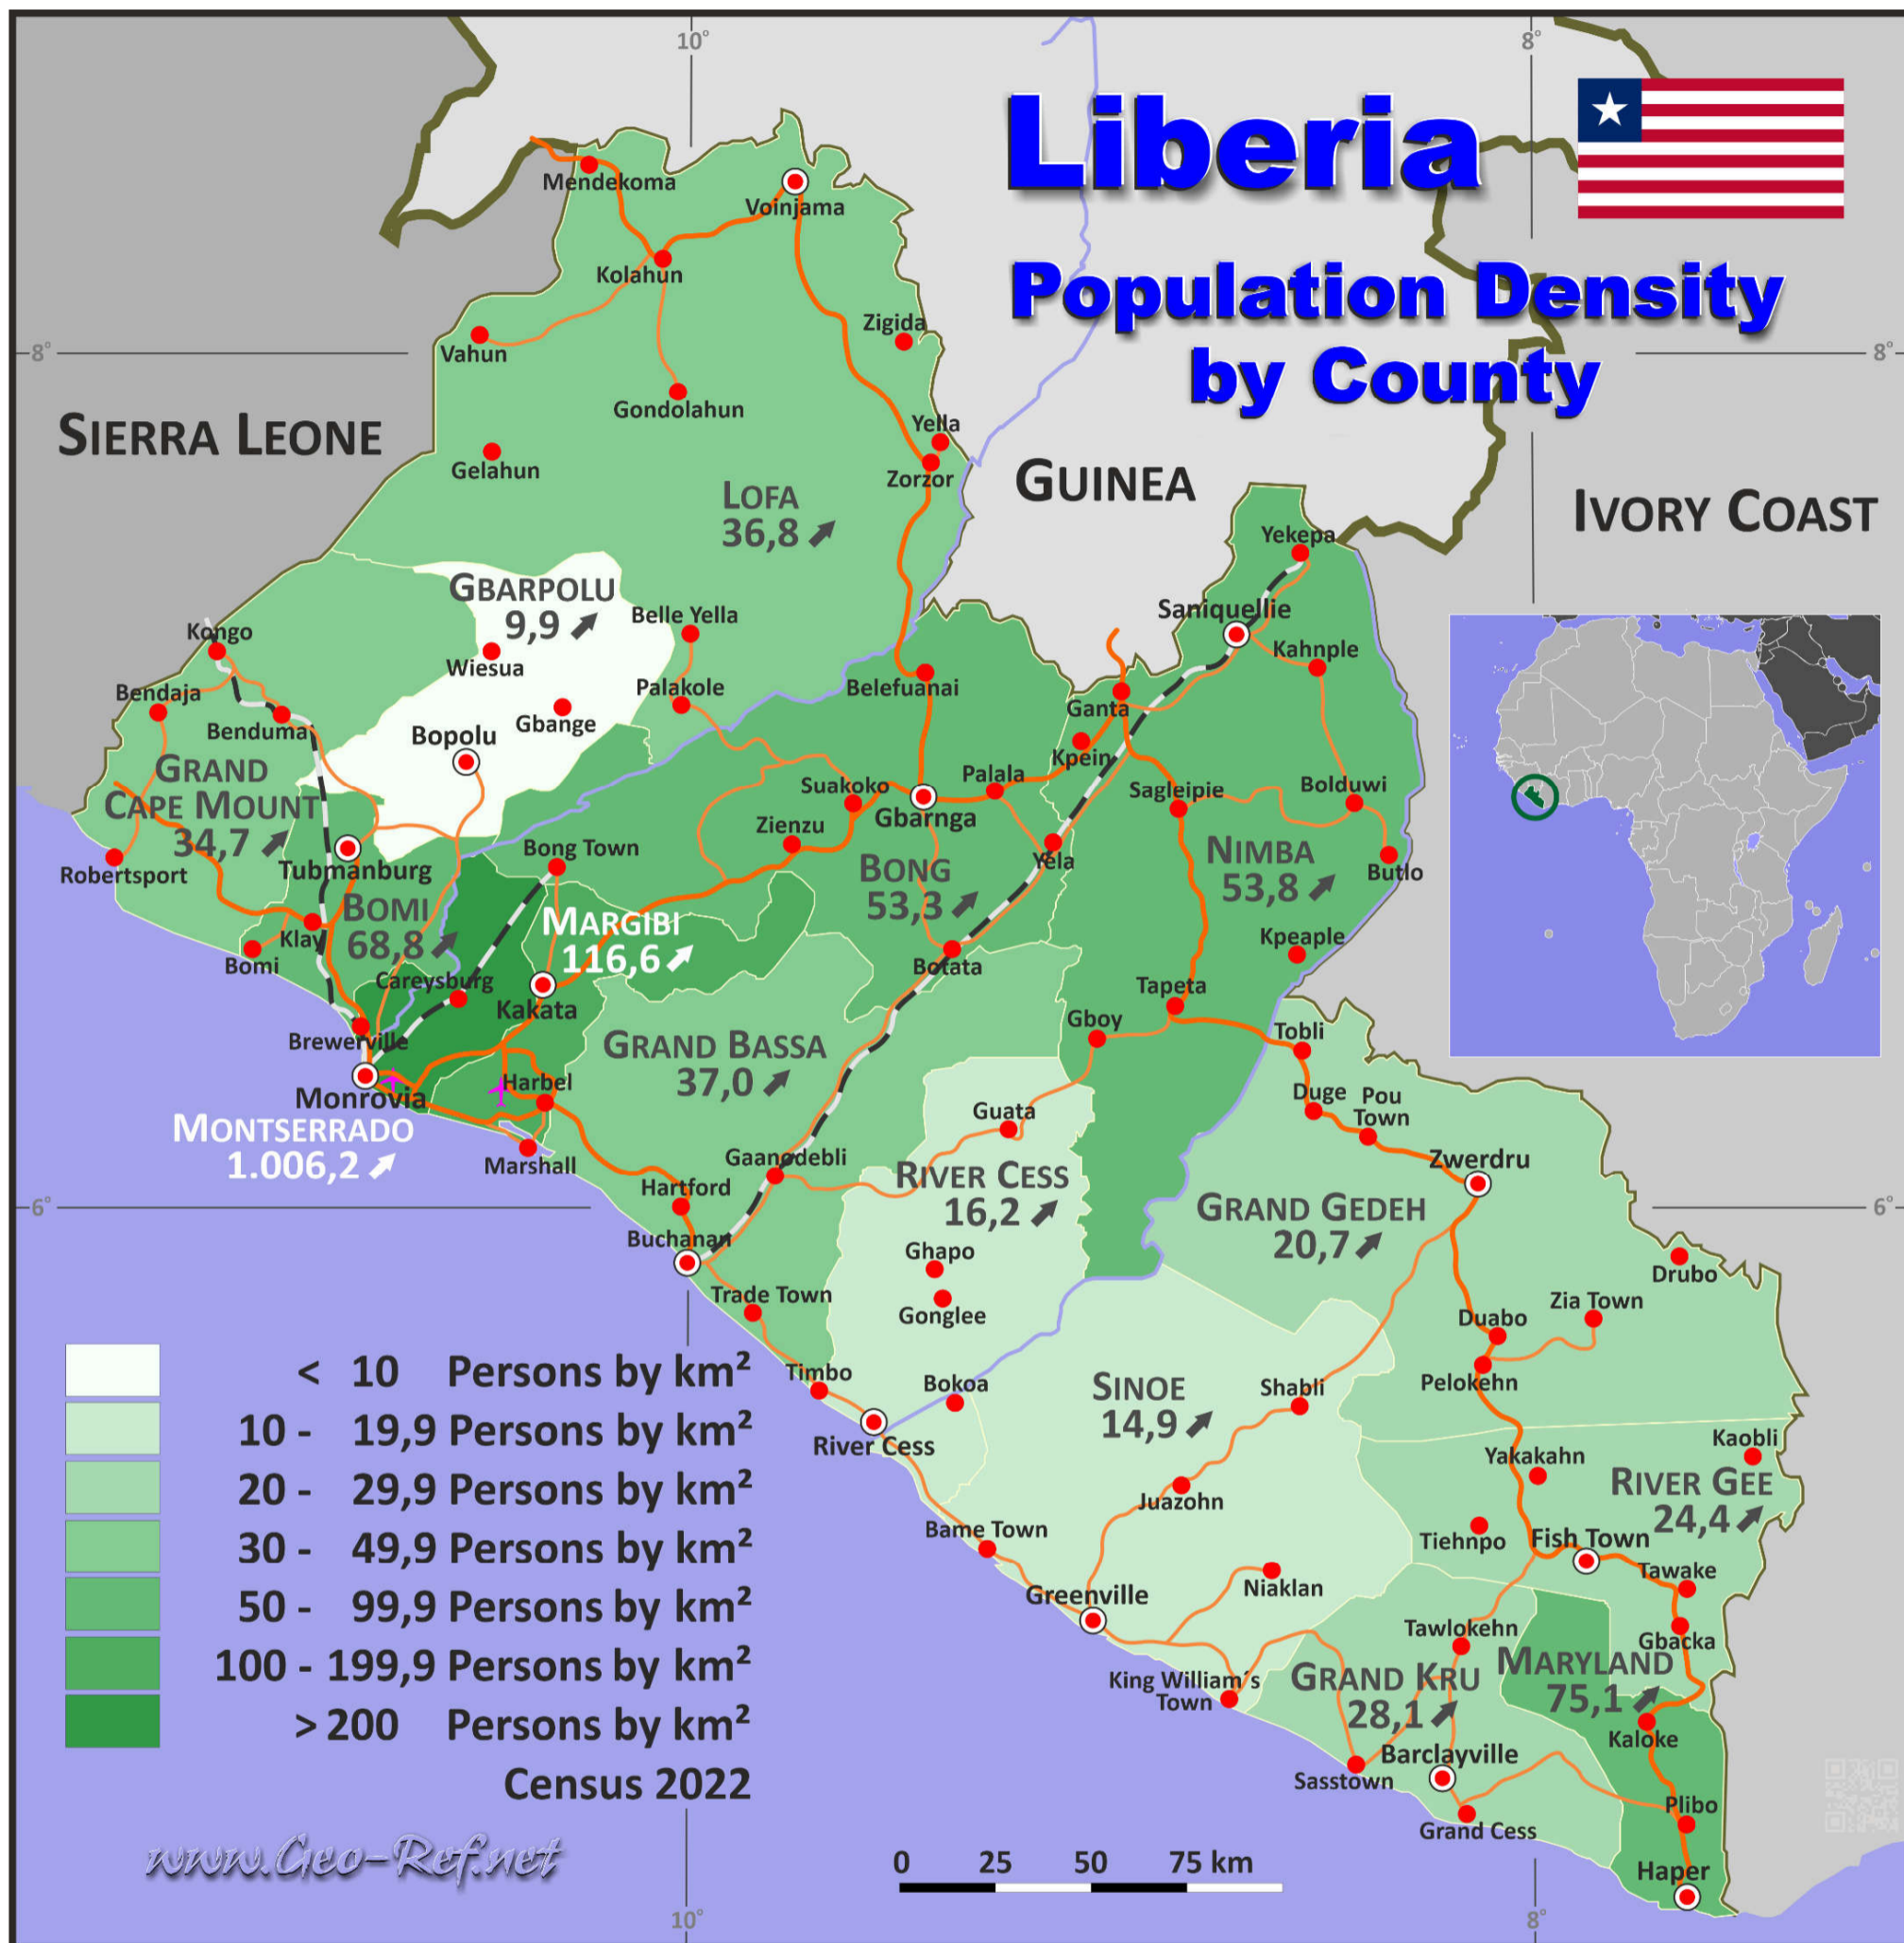 10°
8°
Liberia
Population Density
by County
Mendekoma
Voinjama
Kolahun
Zigida
Vahun
8°
8°
Gondolahun
SIERRA LEONE
Yella
Gelahun
Zorzor
GUINEA
LOFA
36,8
IVORY COAST
Yekepa
GBARPOLU
9,9
Belle Yella
Saniquellie
Kongo
Kahnple
Wiesua
Bendaja
Palakole
Belefuanai
Ganta
Gbange
Benduma
Bopolu
Kpein
GRAND
CAPE MOUNT
34,7
Suakoko
Palala
Sagleipie
Bolduwi
Gbarnga
Zienzu
Bong Town
Yela
NIMBA
53,8
Robertsport
Tubmanburg
BONG
53,3
Butlo
BOMI
68,8
MARGIBI
116,6
Klay
Kpeaple
Bomi
Botata
Careysburg
Kakata
Tapeta
Gboy
Tobli
Brewerville
GRAND BASSA
37,0
Harbel
Duge
Pou
Town
Monrovia
Guata
MONTSERRADO
1.006,2
Marshall
Gaanodebli
Zwerdru
RIVER CESS
16,2
Hartford
GRAND GEDEH
20,7
6°
6°
Buchanan
Ghapo
Drubo
Trade Town
Gonglee
Zia Town
Duabo
Timbo
Bokoa
SINOE
14,9
Shabli
Pelokehn
River Cess
Kaobli
Yakakahn
RIVER GEE
24,4
Juazohn
Bame Town
Tiehnpo
Fish Town
Tawake
Niaklan
Greenville
Tawlokehn
Gbacka
MARYLAND
75,1
King William´s
Town
GRAND KRU
28,1
Kaloke
Barclayville
Sasstown
Plibo
Grand Cess
Haper
< 10 Persons by km²
10 - 19,9 Persons by km²
20 - 29,9 Persons by km²
30 - 49,9 Persons by km²
50 - 99,9 Persons by km²
100 - 199,9 Persons by km²
> 200 Persons by km²
Census 2022
www.Geo-Ref.net
0 25 50 75 km
10°
8°